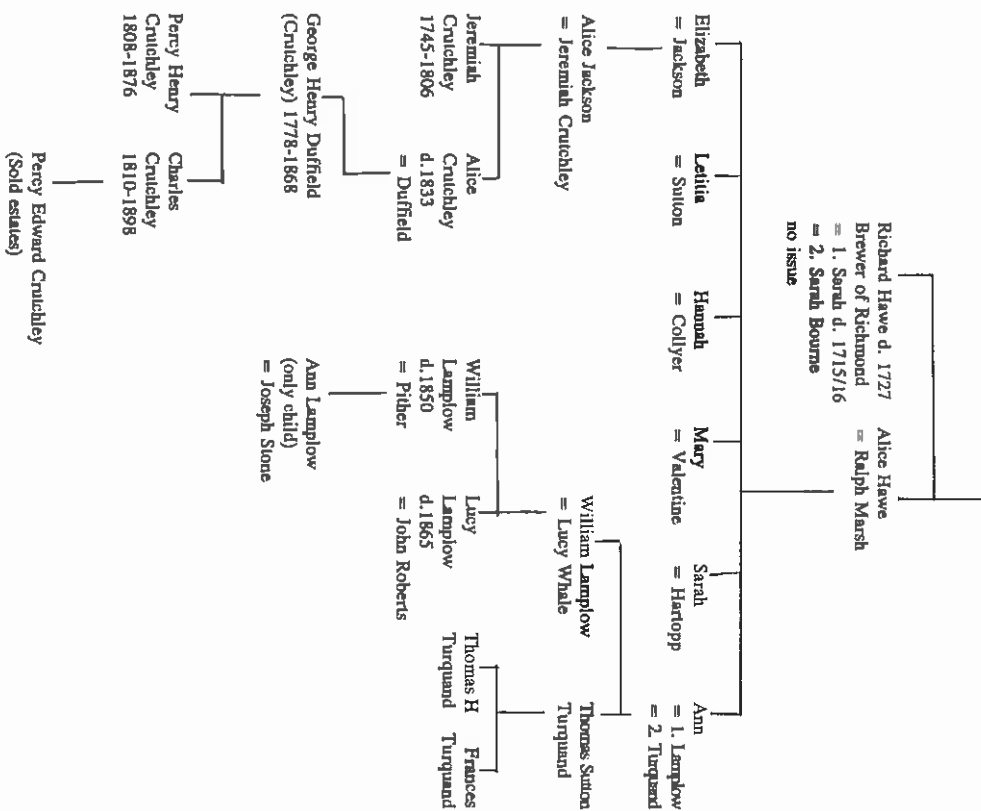 Richard Hawe d. 1727
Brewer of Richmond
= 1. Sarah d. 1715/16
= 2. Sarah Bourne
no issue
Alice Hawe
= Ralph Marsh
Elizabeth
= Jackson
Letitia
= Sutton
Hannah
= Collyer
Mary
= Valentine
Sarah
= Hartopp
Ann
= 1. Lamplow
= 2. Turquand
Alice Jackson
= Jeremiah Crutchley
William Lamplow
= Lucy Whale
Thomas Sutton
Turquand
Jeremiah
Crutchley
1745-1806
Alice
Crutchley
d.1833
= Duffield
William
Lamplow
d.1850
= Pither
Lucy
Lamplow
d.1865
= John Roberts
Thomas H
Turquand
Frances
Turquand
George Henry Duffield
(Crutchley) 1778-1868
Ann Lamplow
(only child)
= Joseph Stone
Percy Henry
Crutchley
1808-1876
Charles
Crutchley
1810-1898
Percy Edward Crutchley
(Sold estates)